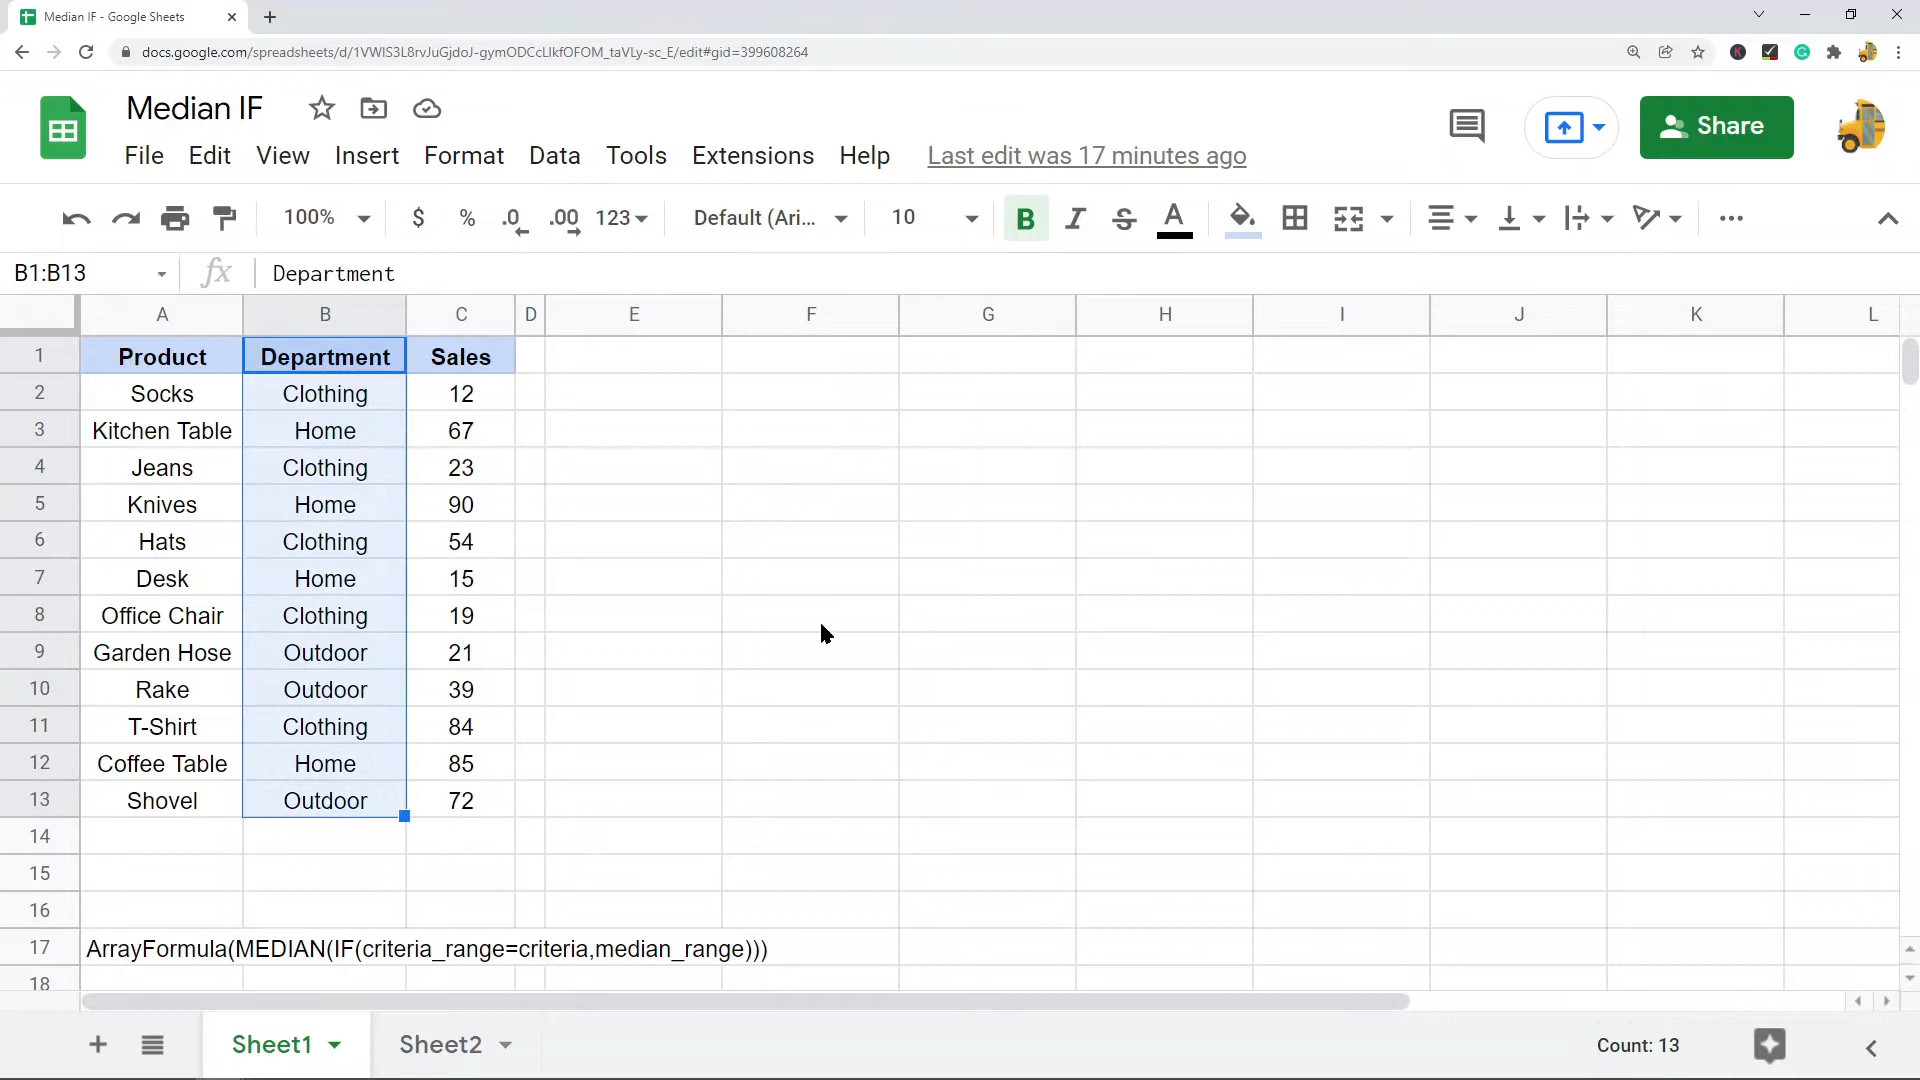 Median IF - Google Sheets
docs.google.com/spreadsheets/d/1VWIS3L8rvJuGjdoJ-gymODCcLIkfOFOM_taVLy-sc_E/edit#gid=399608264
Median IF
Share
File Edit View Insert Format Data Tools Extensions Help Last edit was 17 minutes ago
100% $ % .0 .00 123 Default (Ari... 10 B I S A
B1:B13 fx Department
A B C D E F G H I J K L
1 Product Department Sales
2 Socks Clothing 12
3 Kitchen Table Home 67
4 Jeans Clothing 23
5 Knives Home 90
6 Hats Clothing 54
7 Desk Home 15
8 Office Chair Clothing 19
9 Garden Hose Outdoor 21
10 Rake Outdoor 39
11 T-Shirt Clothing 84
12 Coffee Table Home 85
13 Shovel Outdoor 72
14
15
16
17 ArrayFormula(MEDIAN(IF(criteria_range=criteria,median_range)))
18
Sheet1 Sheet2 Count: 13